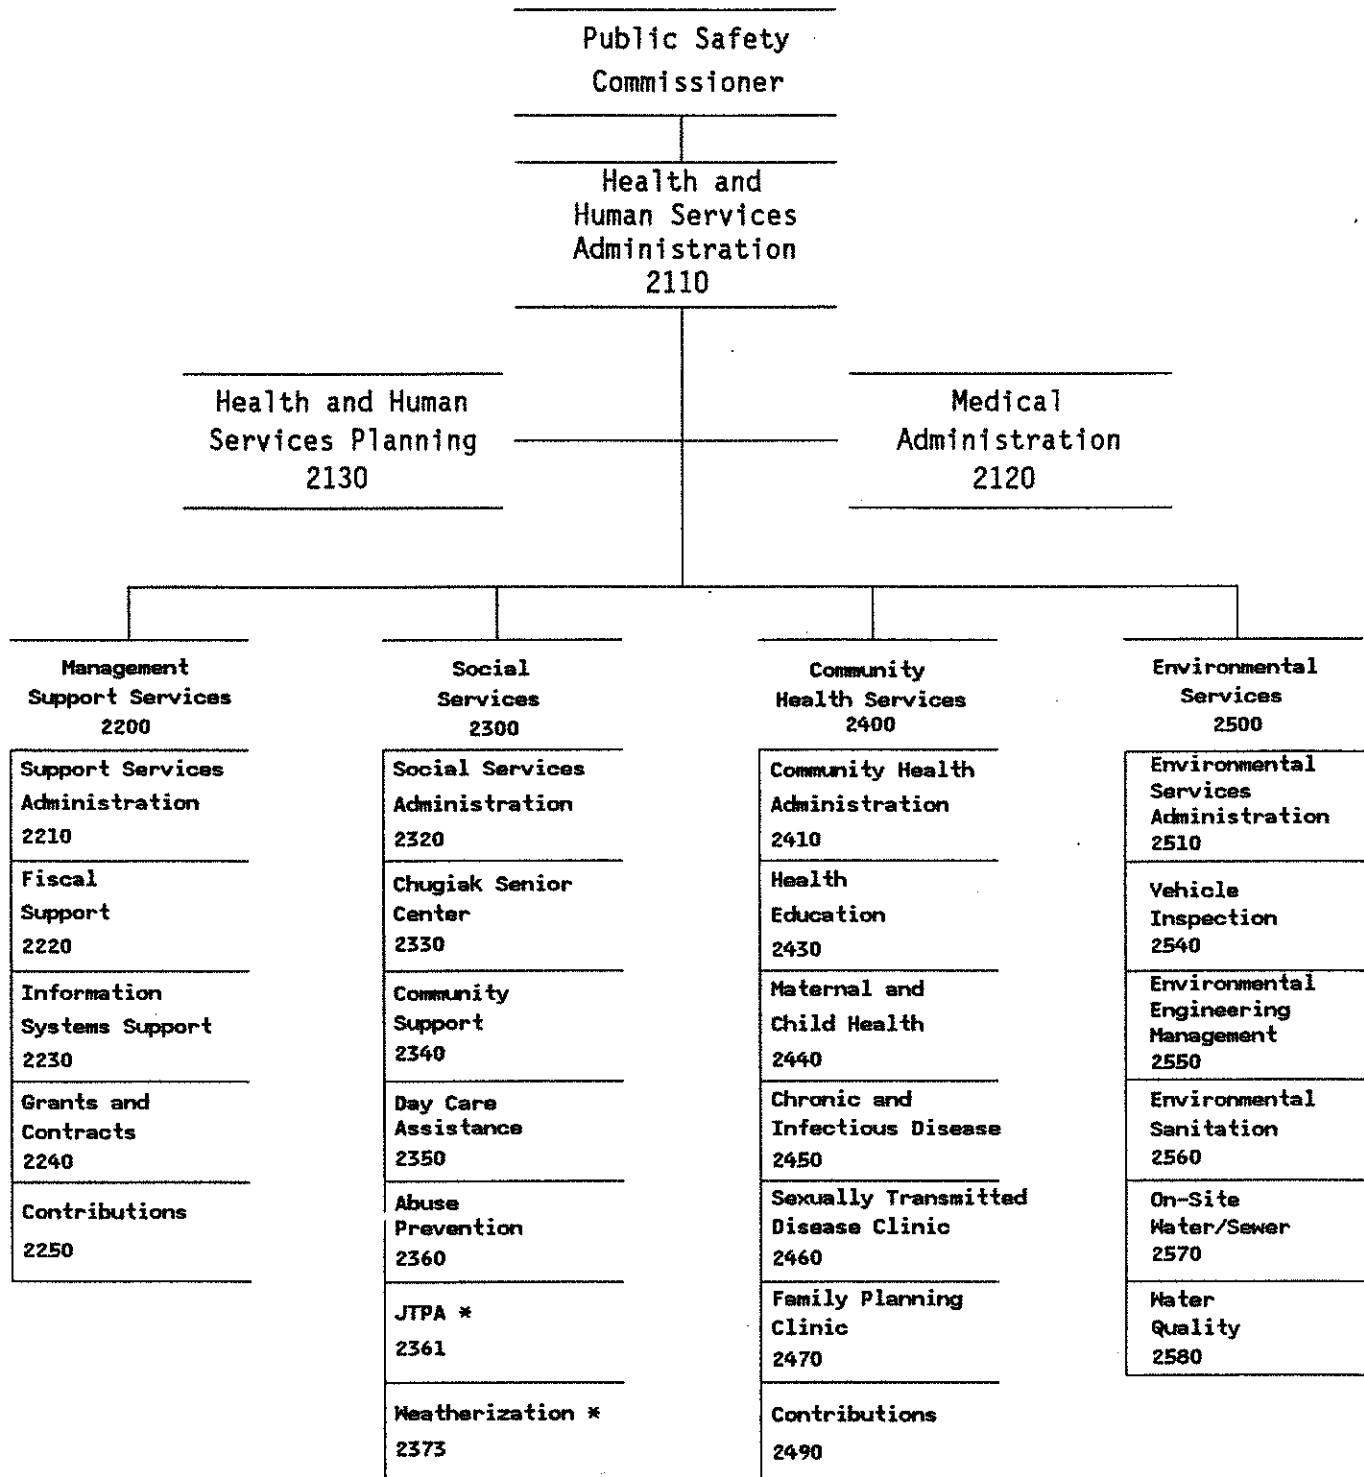 Public Safety
Commissioner
Health and
Human Services
Administration
2110
Health and Human
Services Planning
2130
Medical
Administration
2120
Management
Support Services
2200
Support Services
Administration
2210
Fiscal
Support
2220
Information
Systems Support
2230
Grants and
Contracts
2240
Contributions
2250
Social
Services
2300
Social Services
Administration
2320
Chugiak Senior
Center
2330
Community
Support
2340
Day Care
Assistance
2350
Abuse
Prevention
2360
JTPA *
2361
Weatherization *
2373
Community
Health Services
2400
Community Health
Administration
2410
Health
Education
2430
Maternal and
Child Health
2440
Chronic and
Infectious Disease
2450
Sexually Transmitted
Disease Clinic
2460
Family Planning
Clinic
2470
Contributions
2490
Environmental
Services
2500
Environmental
Services
Administration
2510
Vehicle
Inspection
2540
Environmental
Engineering
Management
2550
Environmental
Sanitation
2560
On-Site
Water/Sewer
2570
Water
Quality
2580